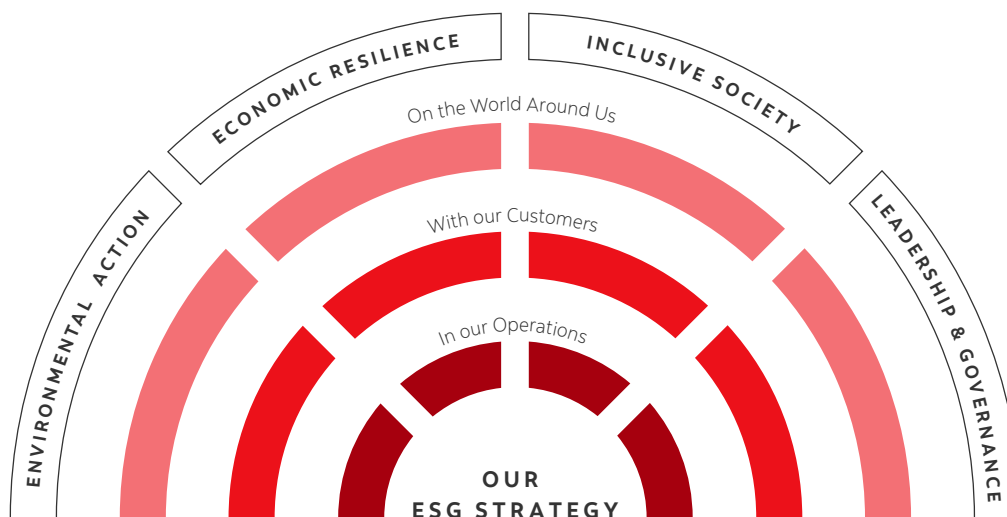 ENVIRONMENTAL ACTION
ECONOMIC RESILIENCE
INCLUSIVE SOCIETY
LEADERSHIP & GOVERNANCE
On the World Around Us
With our Customers
In our Operations
OUR
ESG STRATEGY